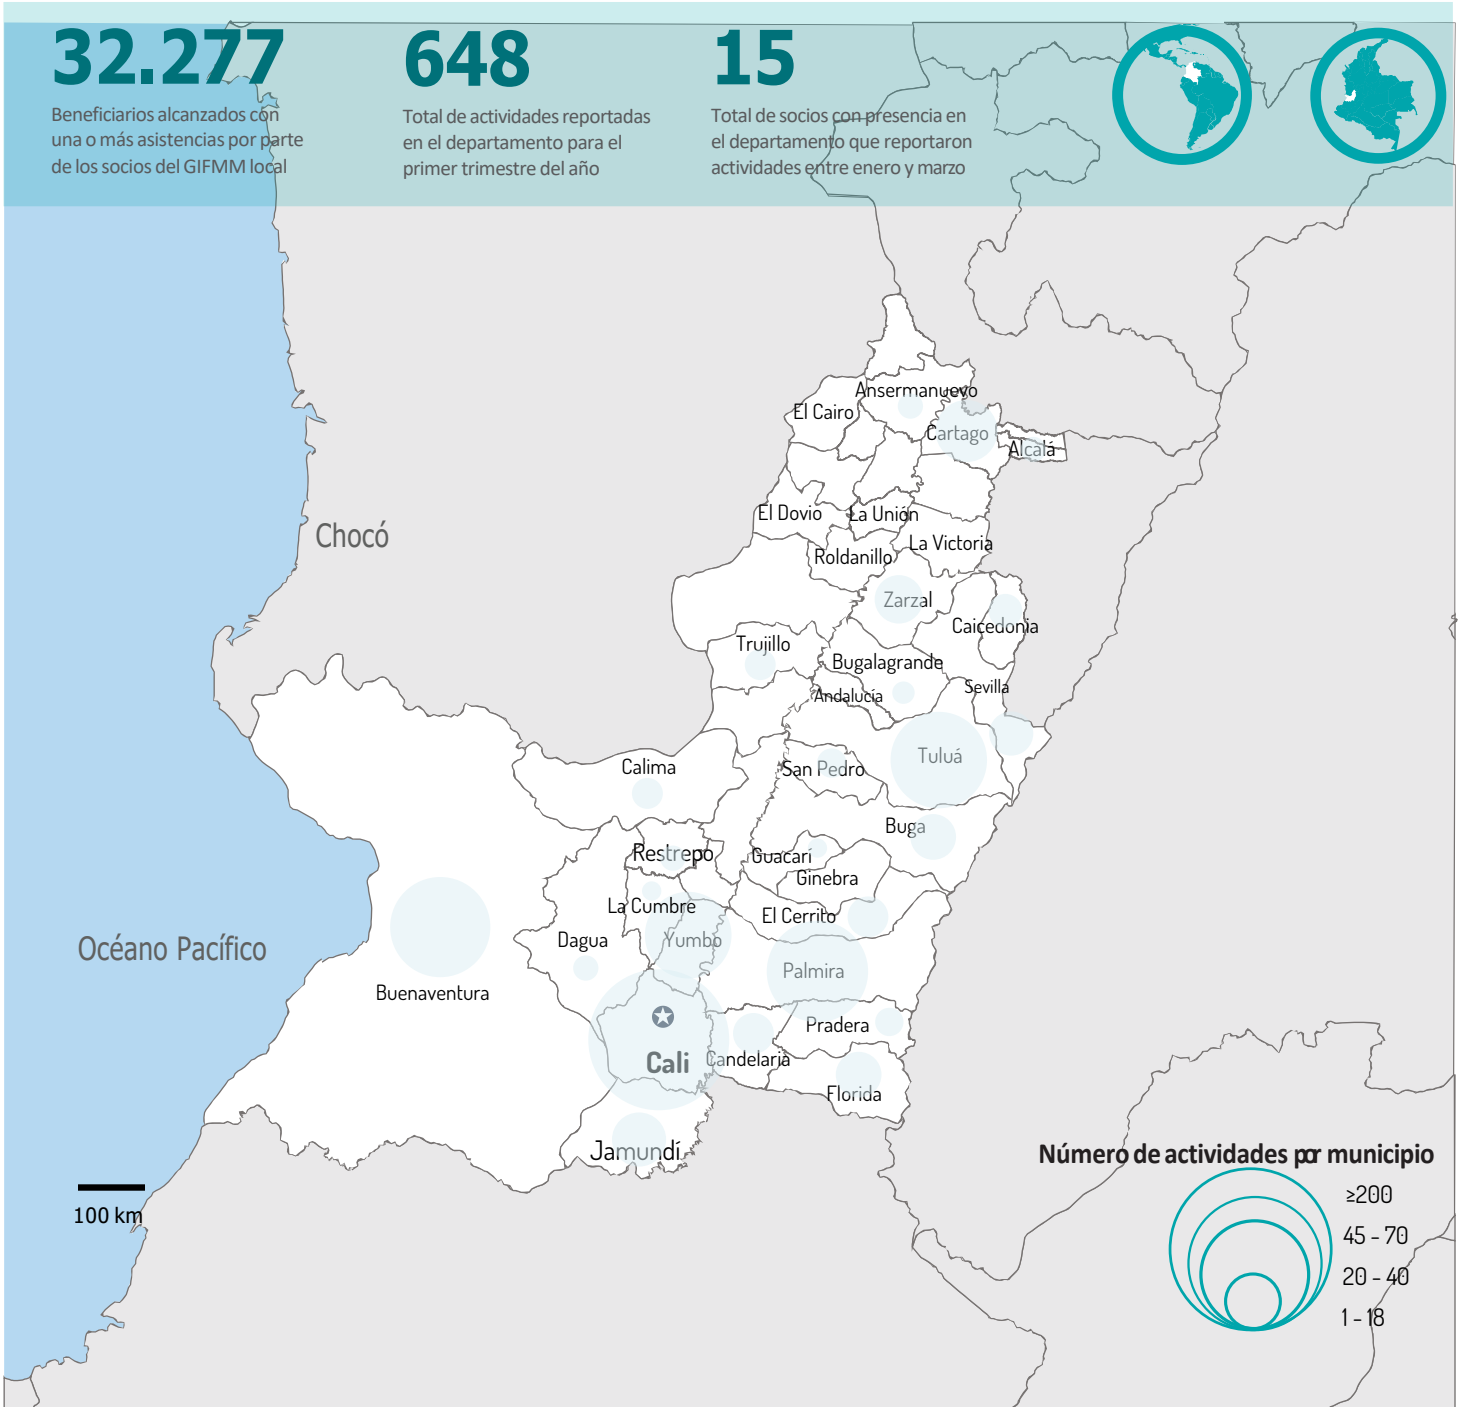 32.277
Beneficiarios alcanzados con
una o más asistencias por parte
de los socios del GIFMM local
648
Total de actividades reportadas
en el departamento para el
primer trimestre del año
15
Total de socios con presencia en
el departamento que reportaron
actividades entre enero y marzo
Ansermanuevo
El Cairo
Cartago
Alcalá
El Dovio
La Unión
Chocó
La Victoria
Roldanillo
Zarzal
Caicedonia
Trujillo
Bugalagrande
Sevilla
Andalucía
Tuluá
Calima
San Pedro
Buga
Restrepo
Guacarí
Ginebra
La Cumbre
El Cerrito
Dagua
Yumbo
Océano Pacífico
Palmira
Buenaventura
Pradera
Cali
Candelaria
Florida
Jamundí
Número de actividades por municipio
≥200
45 - 70
20 - 40
1 - 18
100 km